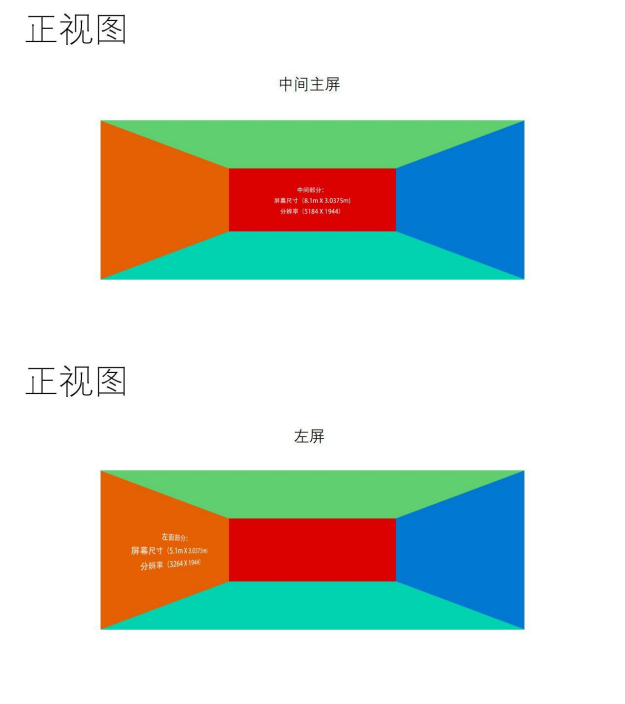 正视图
中间主屏
中间部分：
屏幕尺寸（8.1m X 3.0375m)
分辨率（5184 X 1944）
正视图
左屏
左面部分：
屏幕尺寸（5.1m X 3.0375m)
分辨率（3264 X 1944）